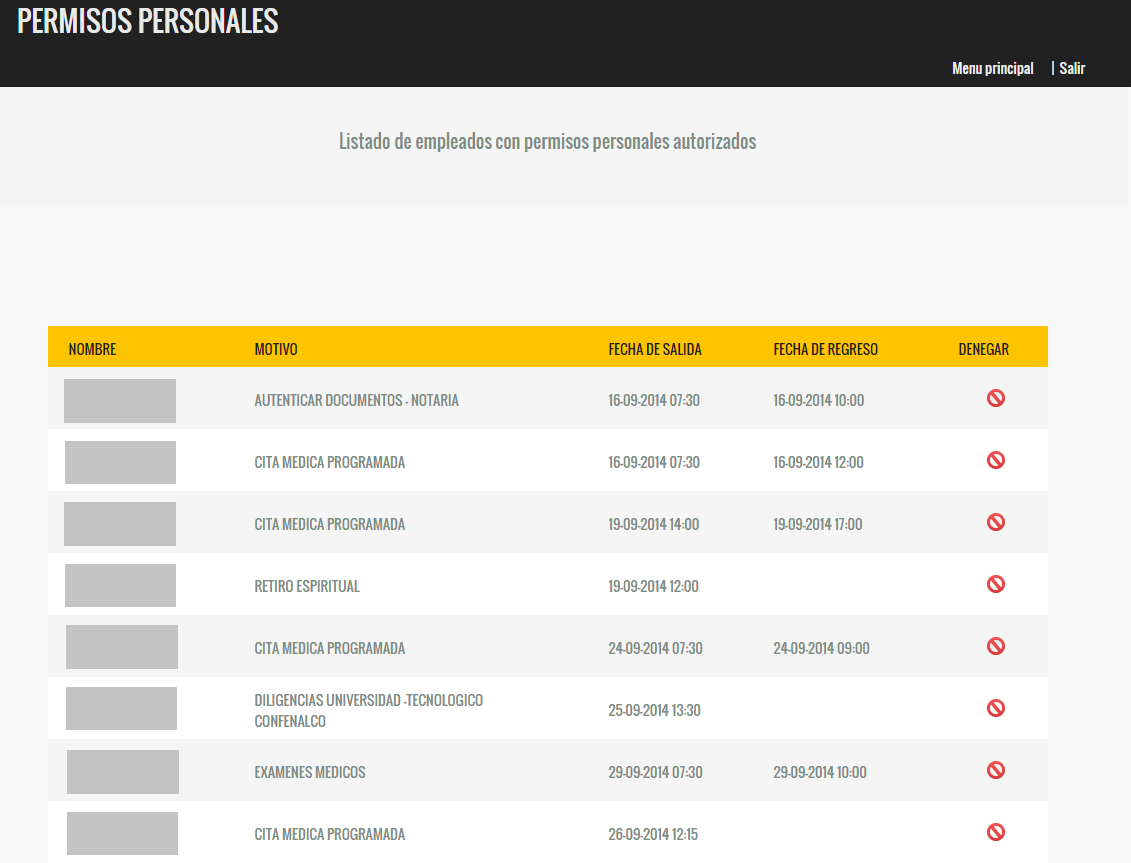 PERMISOS PERSONALES
Menu principal | Salir
Listado de empleados con permisos personales autorizados
NOMBRE MOTIVO FECHA DE SALIDA FECHA DE REGRESO DENEGAR
AUTENTICAR DOCUMENTOS - NOTARIA 16-09-2014 07:30 16-09-2014 10:00
CITA MEDICA PROGRAMADA 16-09-2014 07:30 16-09-2014 12:00
CITA MEDICA PROGRAMADA 19-09-2014 14:00 19-09-2014 17:00
RETIRO ESPIRITUAL 19-09-2014 12:00
CITA MEDICA PROGRAMADA 24-09-2014 07:30 24-09-2014 09:00
DILIGENCIAS UNIVERSIDAD -TECNOLOGICO
CONFENALCO 25-09-2014 13:30
EXAMENES MEDICOS 29-09-2014 07:30 29-09-2014 10:00
CITA MEDICA PROGRAMADA 26-09-2014 12:15